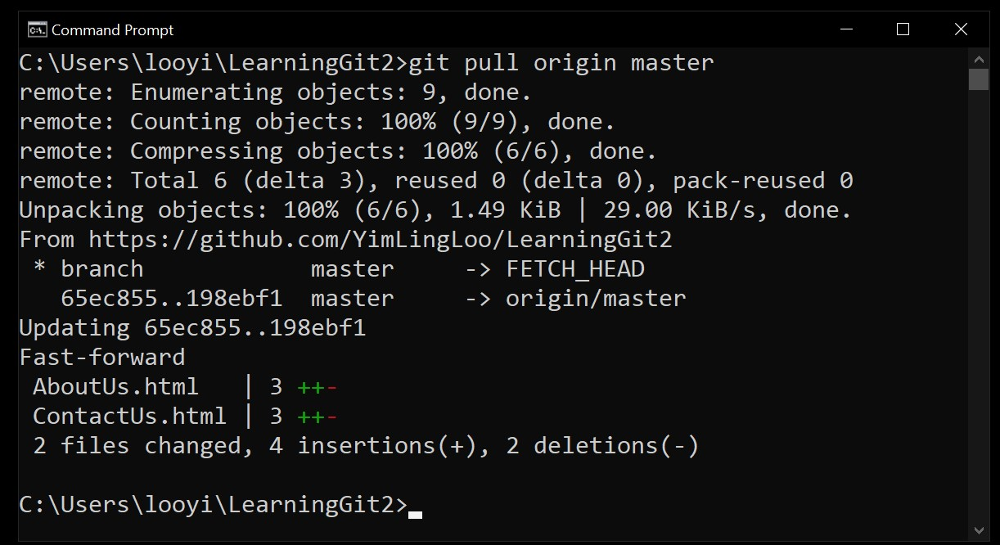 Command Prompt
C:\Users\looyi\LearningGit2>git pull origin master
remote: Enumerating objects: 9, done.
remote: Counting objects: 100% (9/9), done.
remote: Compressing objects: 100% (6/6), done.
remote: Total 6 (delta 3), reused 0 (delta 0), pack-reused 0
Unpacking objects: 100% (6/6), 1.49 KiB | 29.00 KiB/s, done.
From https://github.com/YimLingLoo/LearningGit2
 * branch            master     -> FETCH_HEAD
   65ec855..198ebf1  master     -> origin/master
Updating 65ec855..198ebf1
Fast-forward
 AboutUs.html   | 3 ++-
 ContactUs.html | 3 ++-
 2 files changed, 4 insertions(+), 2 deletions(-)
C:\Users\looyi\LearningGit2>